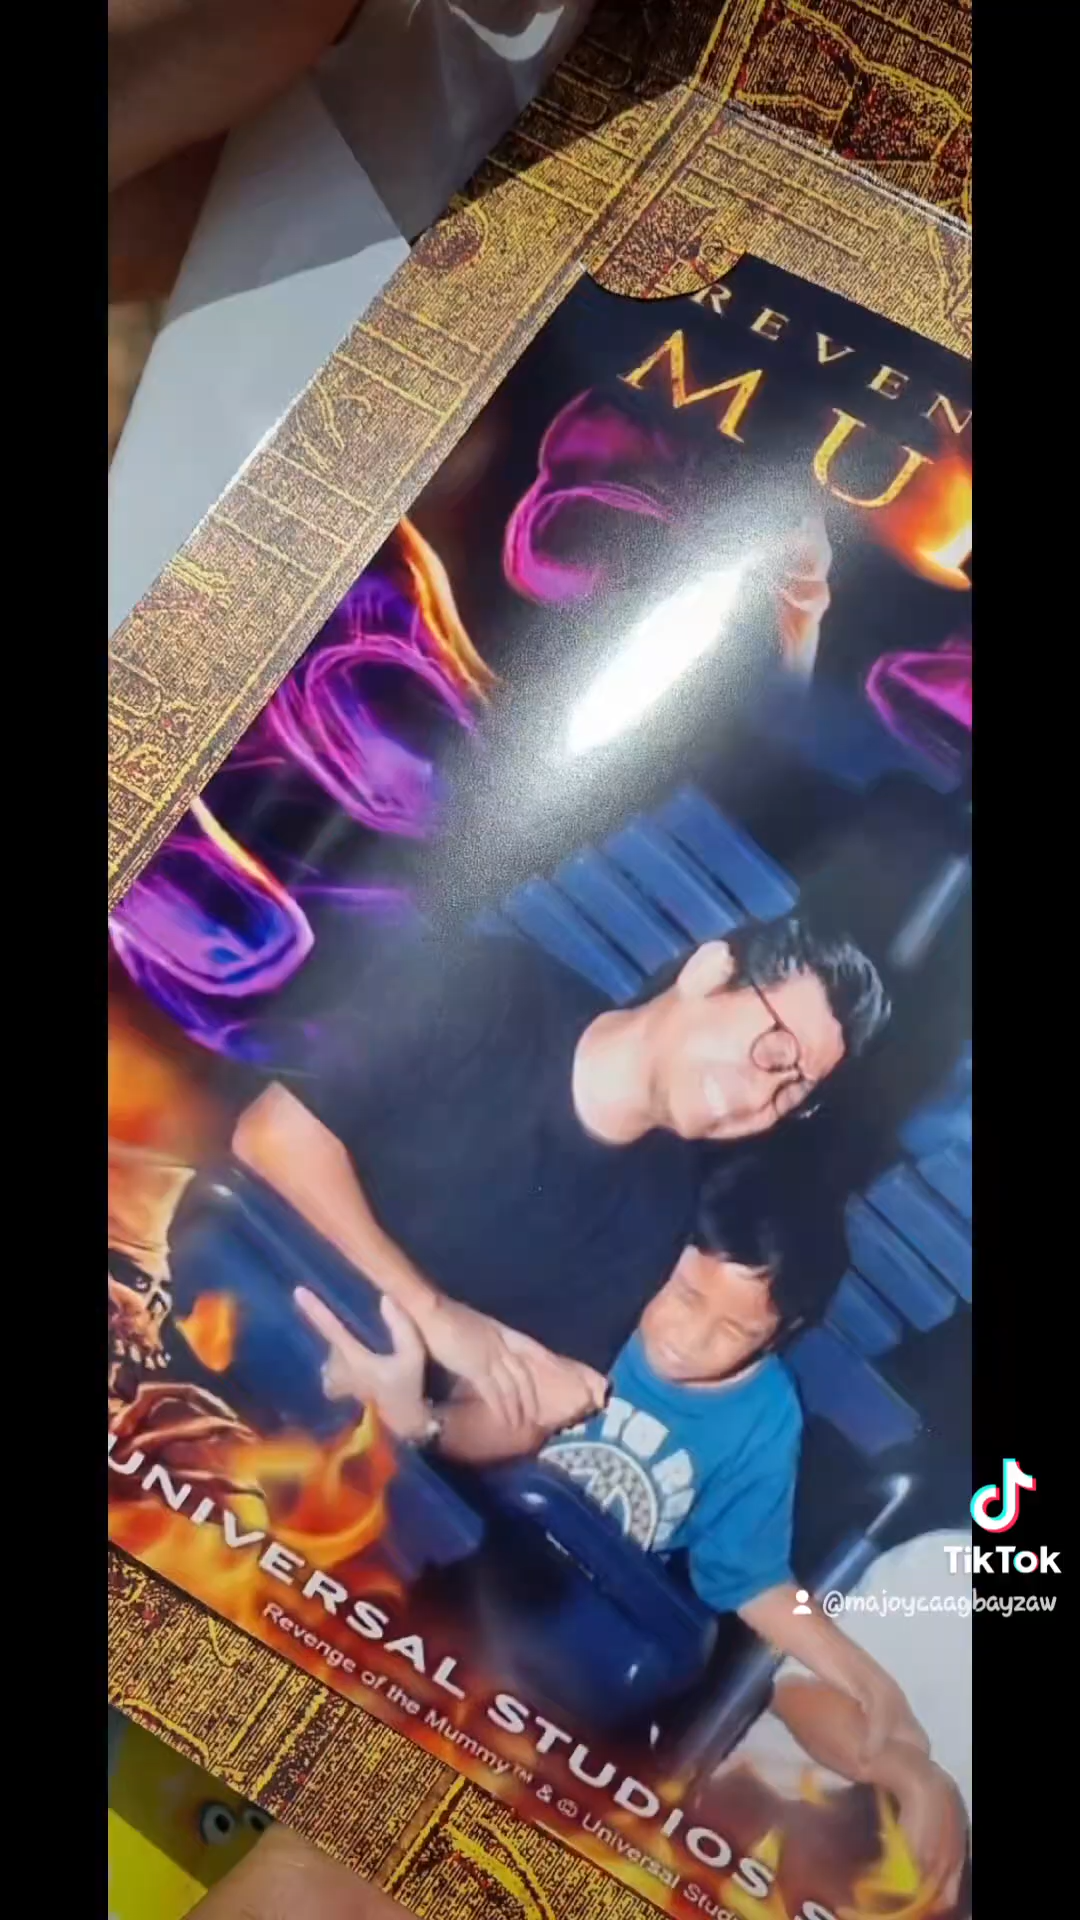 REVEN
MU
UNIVERSAL STUDIOS S
Revenge of the Mummy™ & © Universal Stud
TikTok
@majoycaagbayzaw